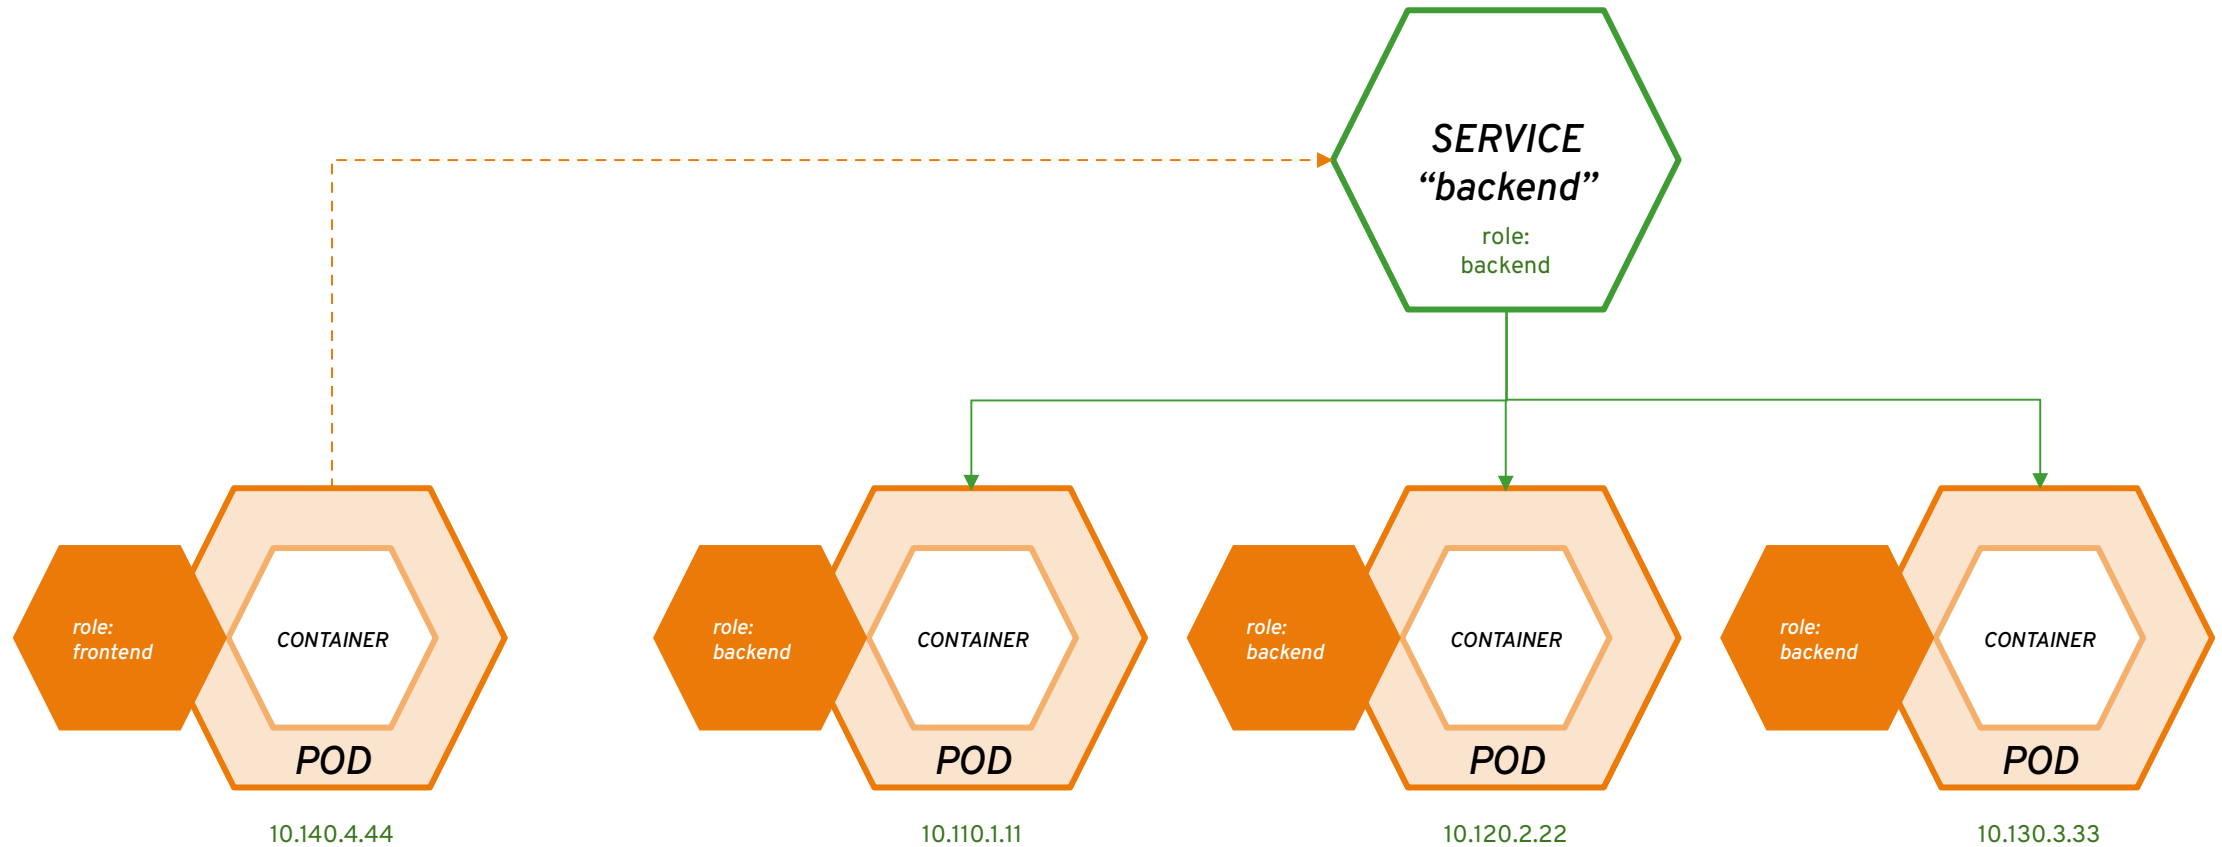 SERVICE
“backend”
role:
backend
role:
frontend
CONTAINER
POD
10.140.4.44
role:
backend
CONTAINER
POD
10.110.1.11
role:
backend
CONTAINER
POD
10.120.2.22
role:
backend
CONTAINER
POD
10.130.3.33